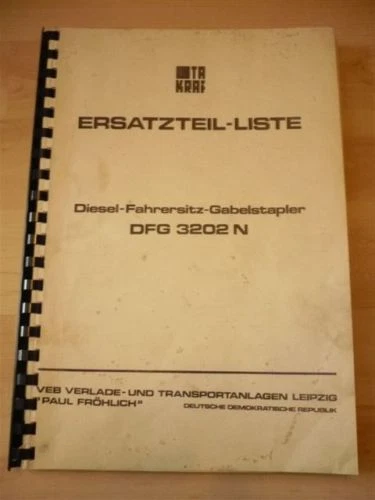 TA
KRAF
ERSATZTEIL-LISTE
Diesel-Fahrersitz-Gabelstapler
DFG 3202 N
VEB VERLADE- UND TRANSPORTANLAGEN LEIPZIG
"PAUL FRÖHLICH" DEUTSCHE DEMOKRATISCHE REPUBLIK